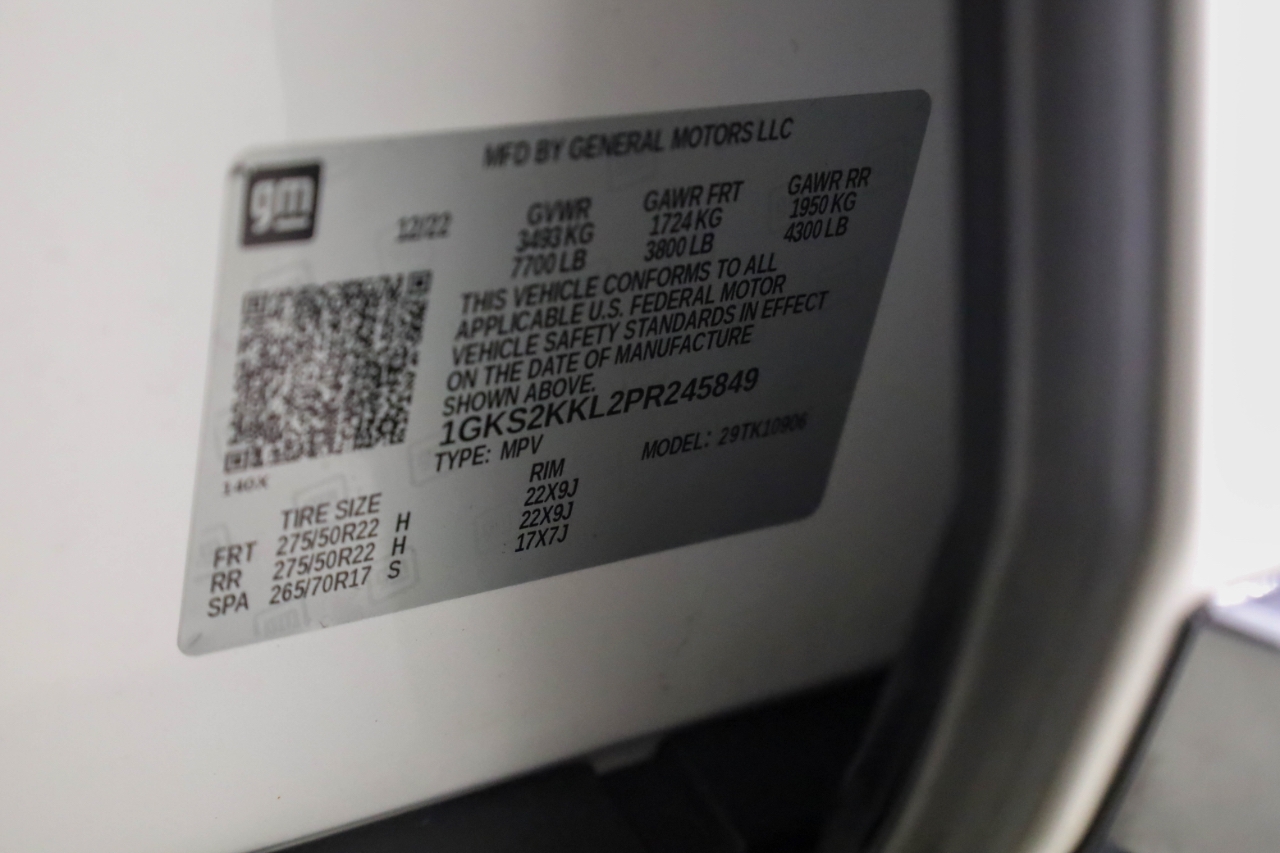 MFD BY GENERAL MOTORS LLC
gm
12/22
GVWR
3493 KG
7700 LB
GAWR FRT
1724 KG
3800 LB
GAWR RR
1950 KG
4300 LB
THIS VEHICLE CONFORMS TO ALL
APPLICABLE U.S. FEDERAL MOTOR
VEHICLE SAFETY STANDARDS IN EFFECT
ON THE DATE OF MANUFACTURE
SHOWN ABOVE.
1GKS2KKL2PR245849
TYPE: MPV
MODEL: 29TK10906
140X
TIRE SIZE RIM
FRT 275/50R22 H 22X9J
RR 275/50R22 H 22X9J
SPA 265/70R17 S 17X7J